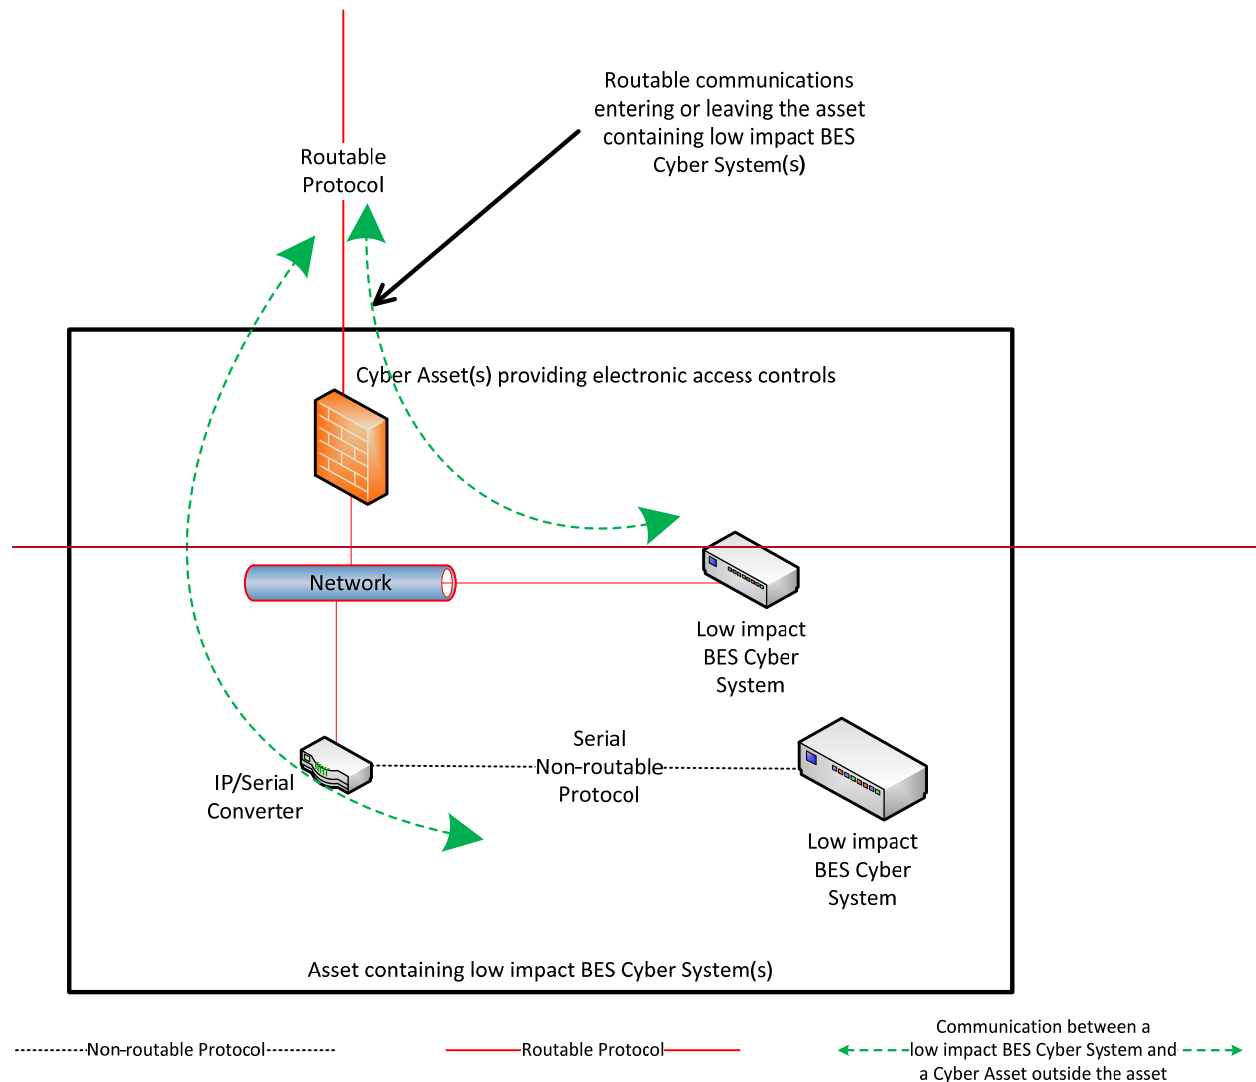 Routable communications
entering or leaving the asset
containing low impact BES
Cyber System(s)
Routable
Protocol
Cyber Asset(s) providing electronic access controls
Network
Low impact
BES Cyber
System
Serial
Non-routable
Protocol
IP/Serial
Converter
Low impact
BES Cyber
System
Asset containing low impact BES Cyber System(s)
Non-routable Protocol
Routable Protocol
Communication between a
low impact BES Cyber System and
a Cyber Asset outside the asset